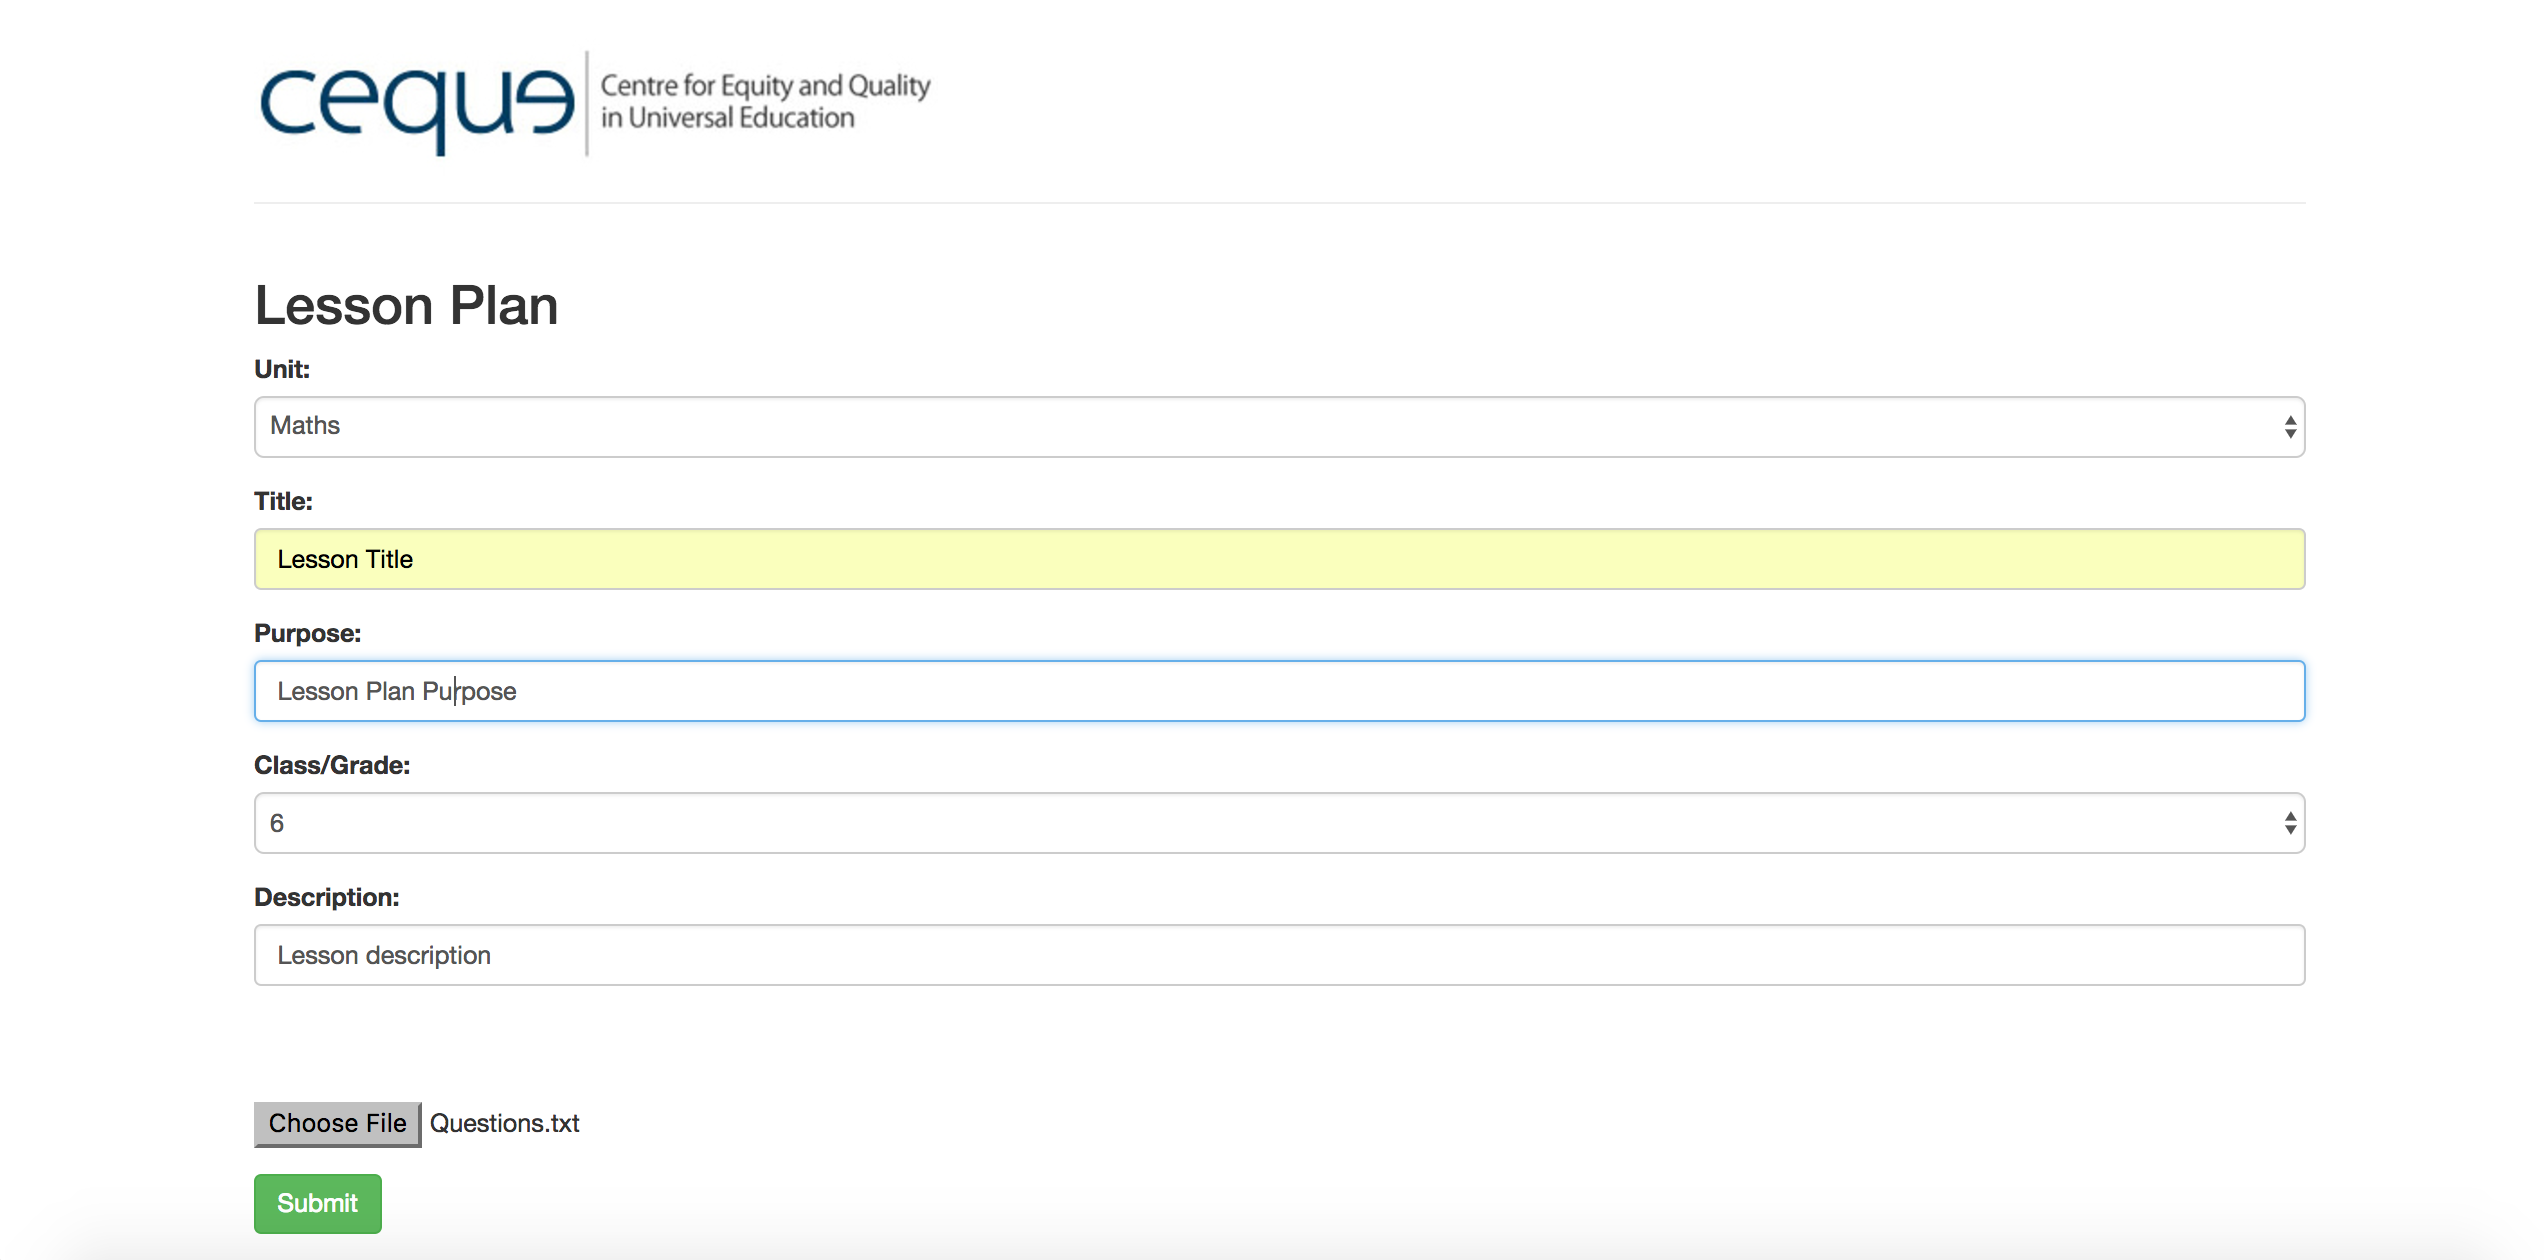 ceque
Centre for Equity and Quality
in Universal Education
Lesson Plan
Unit:
Maths
Title:
Lesson Title
Purpose:
Lesson Plan Purpose
Class/Grade:
6
Description:
Lesson description
Choose File Questions.txt
Submit